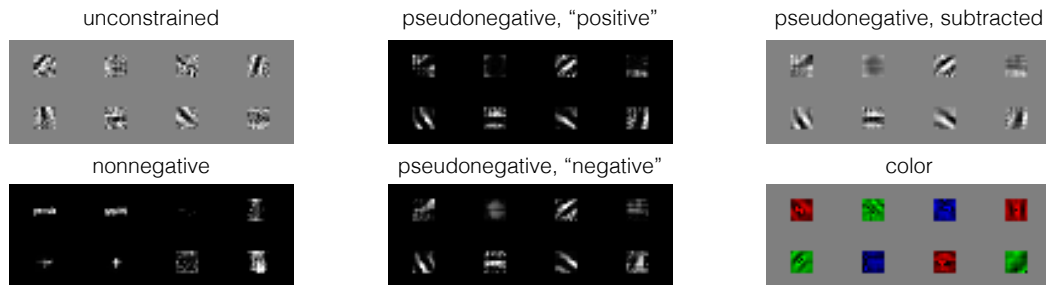 unconstrained
pseudonegative, “positive”
pseudonegative, subtracted
nonnegative
pseudonegative, “negative”
color